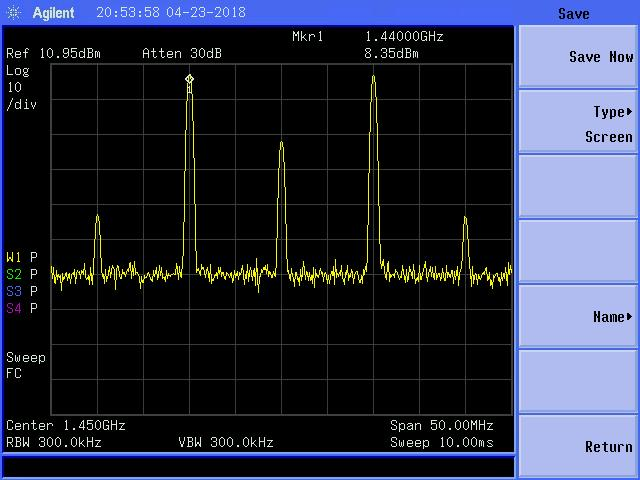 Agilent 20:53:58 04-23-2018 Save
Mkr1 1.44000GHz
Ref 10.95dBm Atten 30dB 8.35dBm
Save Now
Log
10
/div
Type
Screen
1
W1 P
S2 P
S3 P
S4 P
Name
Sweep
FC
Center 1.450GHz Span 50.00MHz
RBW 300.0kHz VBW 300.0kHz Sweep 10.00ms
Return